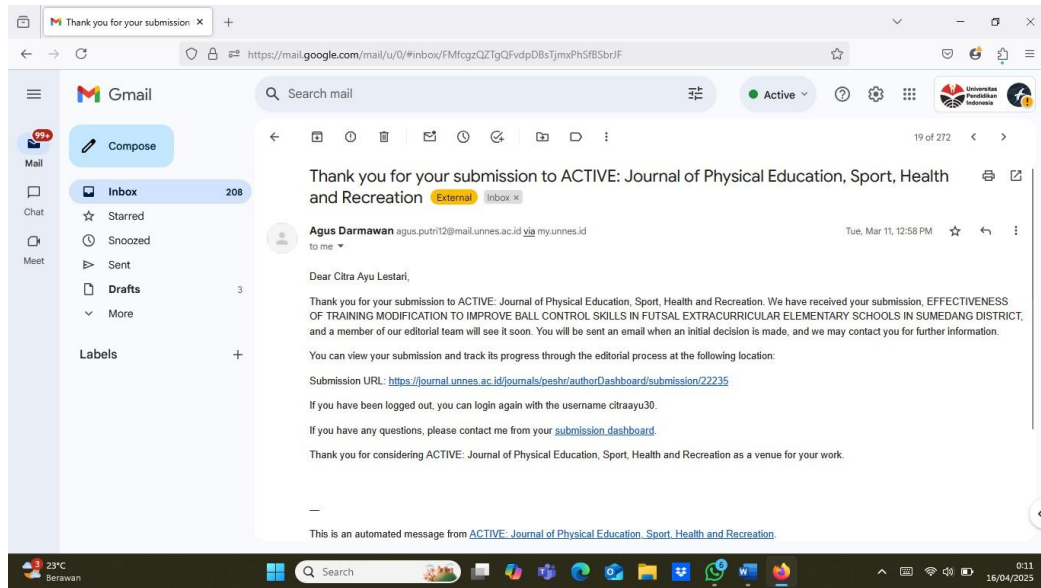 Thank you for your submission
https://mail.google.com/mail/u/0/#inbox/FMfcgzQZTgQFvdpDBsTjmxPhSfBSbrJF
Gmail
Search mail
Active
Universitas
Pendidikan
Indonesia
99+
Mail
Compose
19 of 272
Chat
Meet
Inbox 208
Starred
Snoozed
Sent
Drafts 3
More
Labels
Thank you for your submission to ACTIVE: Journal of Physical Education, Sport, Health
and Recreation External Inbox ×
Agus Darmawan agus.putri12@mail.unnes.ac.id via my.unnes.id
Tue, Mar 11, 12:58 PM
to me
Dear Citra Ayu Lestari,
Thank you for your submission to ACTIVE: Journal of Physical Education, Sport, Health and Recreation. We have received your submission, EFFECTIVENESS
OF TRAINING MODIFICATION TO IMPROVE BALL CONTROL SKILLS IN FUTSAL EXTRACURRICULAR ELEMENTARY SCHOOLS IN SUMEDANG DISTRICT,
and a member of our editorial team will see it soon. You will be sent an email when an initial decision is made, and we may contact you for further information.
You can view your submission and track its progress through the editorial process at the following location:
Submission URL: https://journal.unnes.ac.id/journals/peshr/authorDashboard/submission/22235
If you have been logged out, you can login again with the username citraayu30.
If you have any questions, please contact me from your submission dashboard.
Thank you for considering ACTIVE: Journal of Physical Education, Sport, Health and Recreation as a venue for your work.
—
This is an automated message from ACTIVE: Journal of Physical Education, Sport, Health and Recreation.
3
23°C
Berawan
Search
9
0:11
16/04/2025